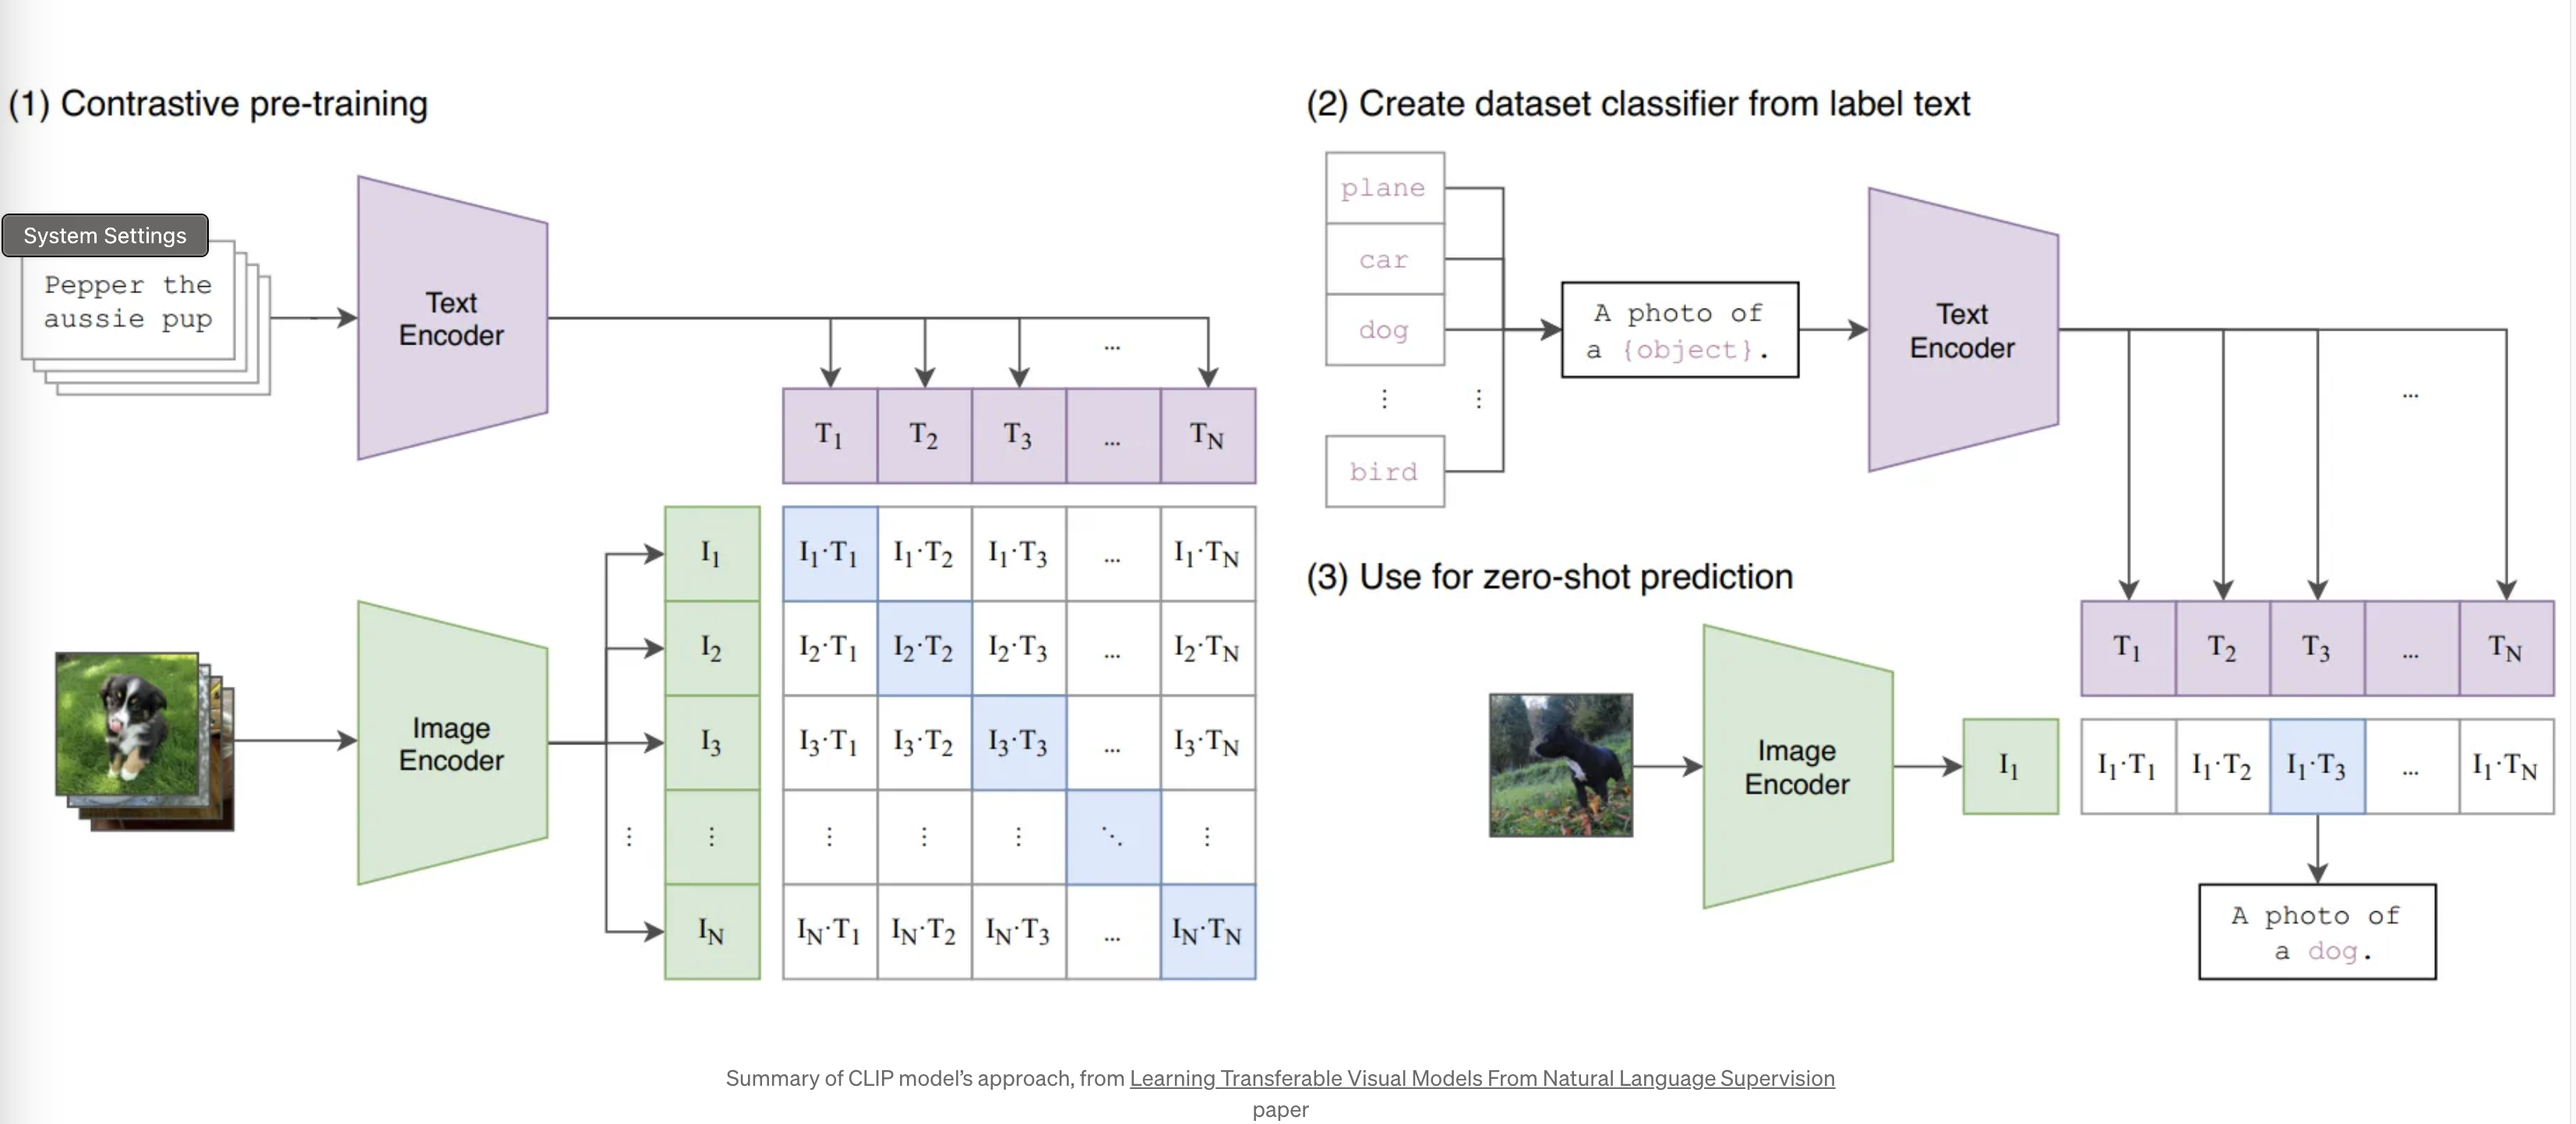 (1) Contrastive pre-training
System Settings
Pepper the
aussie pup
Text
Encoder
...
T1 T2 T3 ... TN
Image
Encoder
⋮
I1 I1·T1 I1·T2 I1·T3 ... I1·TN
I2 I2·T1 I2·T2 I2·T3 ... I2·TN
I3 I3·T1 I3·T2 I3·T3 ... I3·TN
⋮ ⋮ ⋮ ⋮ ⋱ ⋮
IN IN·T1 IN·T2 IN·T3 ... IN·TN
(2) Create dataset classifier from label text
plane
car
dog
⋮ ⋮
bird
A photo of
a {object}.
Text
Encoder
...
(3) Use for zero-shot prediction
T1 T2 T3 ... TN
Image
Encoder
I1 I1·T1 I1·T2 I1·T3 ... I1·TN
A photo of
a dog.
Summary of CLIP model’s approach, from Learning Transferable Visual Models From Natural Language Supervision
paper